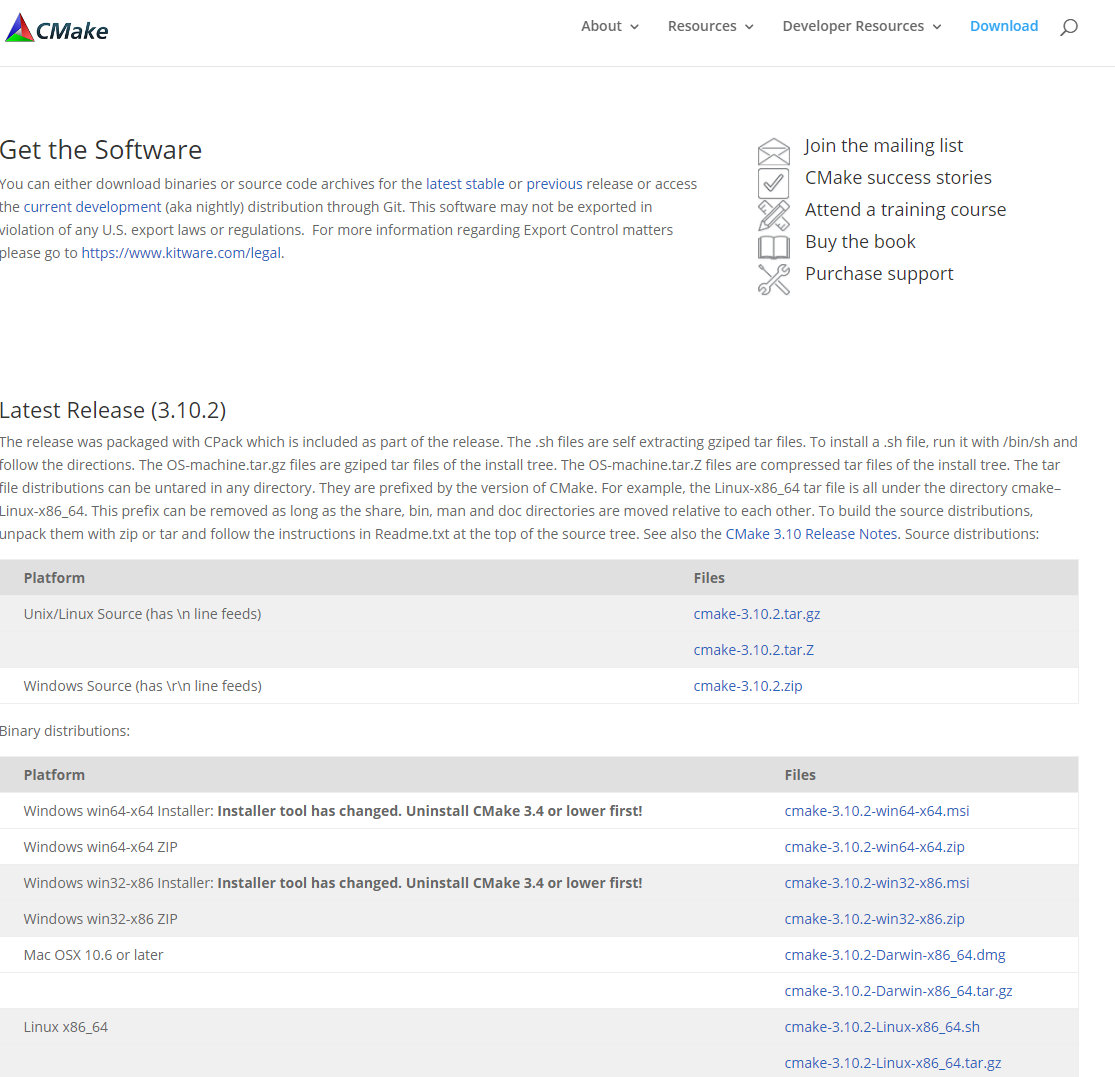 CMake
About
Resources
Developer Resources
Download
Get the Software
You can either download binaries or source code archives for the latest stable or previous release or access
the current development (aka nightly) distribution through Git. This software may not be exported in
violation of any U.S. export laws or regulations.  For more information regarding Export Control matters
please go to https://www.kitware.com/legal.
Join the mailing list
CMake success stories
Attend a training course
Buy the book
Purchase support
Latest Release (3.10.2)
The release was packaged with CPack which is included as part of the release. The .sh files are self extracting gziped tar files. To install a .sh file, run it with /bin/sh and
follow the directions. The OS-machine.tar.gz files are gziped tar files of the install tree. The OS-machine.tar.Z files are compressed tar files of the install tree. The tar
file distributions can be untared in any directory. They are prefixed by the version of CMake. For example, the Linux-x86_64 tar file is all under the directory cmake–
Linux-x86_64. This prefix can be removed as long as the share, bin, man and doc directories are moved relative to each other. To build the source distributions,
unpack them with zip or tar and follow the instructions in Readme.txt at the top of the source tree. See also the CMake 3.10 Release Notes. Source distributions:
Platform Files
Unix/Linux Source (has \n line feeds) cmake-3.10.2.tar.gz
cmake-3.10.2.tar.Z
Windows Source (has \r\n line feeds) cmake-3.10.2.zip
Binary distributions:
Platform Files
Windows win64-x64 Installer: Installer tool has changed. Uninstall CMake 3.4 or lower first! cmake-3.10.2-win64-x64.msi
Windows win64-x64 ZIP cmake-3.10.2-win64-x64.zip
Windows win32-x86 Installer: Installer tool has changed. Uninstall CMake 3.4 or lower first! cmake-3.10.2-win32-x86.msi
Windows win32-x86 ZIP cmake-3.10.2-win32-x86.zip
Mac OSX 10.6 or later cmake-3.10.2-Darwin-x86_64.dmg
cmake-3.10.2-Darwin-x86_64.tar.gz
Linux x86_64 cmake-3.10.2-Linux-x86_64.sh
cmake-3.10.2-Linux-x86_64.tar.gz